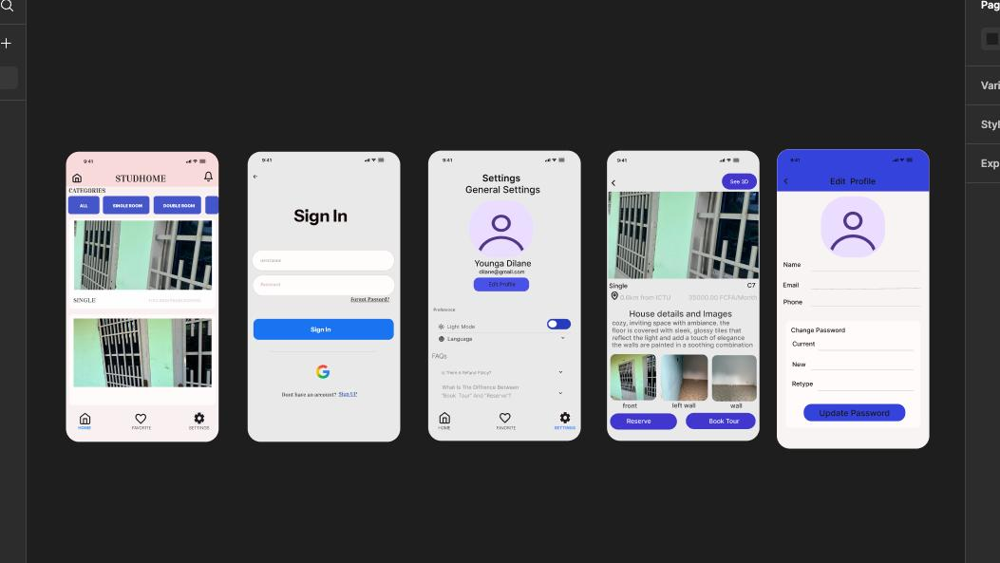 9:41
STUDHOME
CATEGORIES
ALL
SINGLE ROOM
DOUBLE ROOM
SINGLE
HOME
FAVORITE
SETTINGS
9:41
Sign In
Password
Forgot Password?
Sign In
Dont have an account? Sign UP
9:41
Settings
General Settings
Younga Dilane
dilane@gmail.com
Edit Profile
Preference
Light Mode
Language
FAQs
Is There A Refund Policy?
What Is The Diffrence Between
"Book Tour" And "Reserve"?
HOME
FAVORITE
SETTINGS
9:41
See 3D
Single
C7
0.6km from ICTU
35000.00 FCFA/Month
House details and Images
cozy, inviting space with ambiance. the
floor is covered with sleek, glossy tiles that
reflect the light and add a touch of elegance
the walls are painted in a soothing combination
front
left wall
wall
Reserve
Book Tour
9:41
Edit Profile
Name
Email
Phone
Change Password
Current
New
Retype
Update Password
Pag
Vari
Styl
Exp